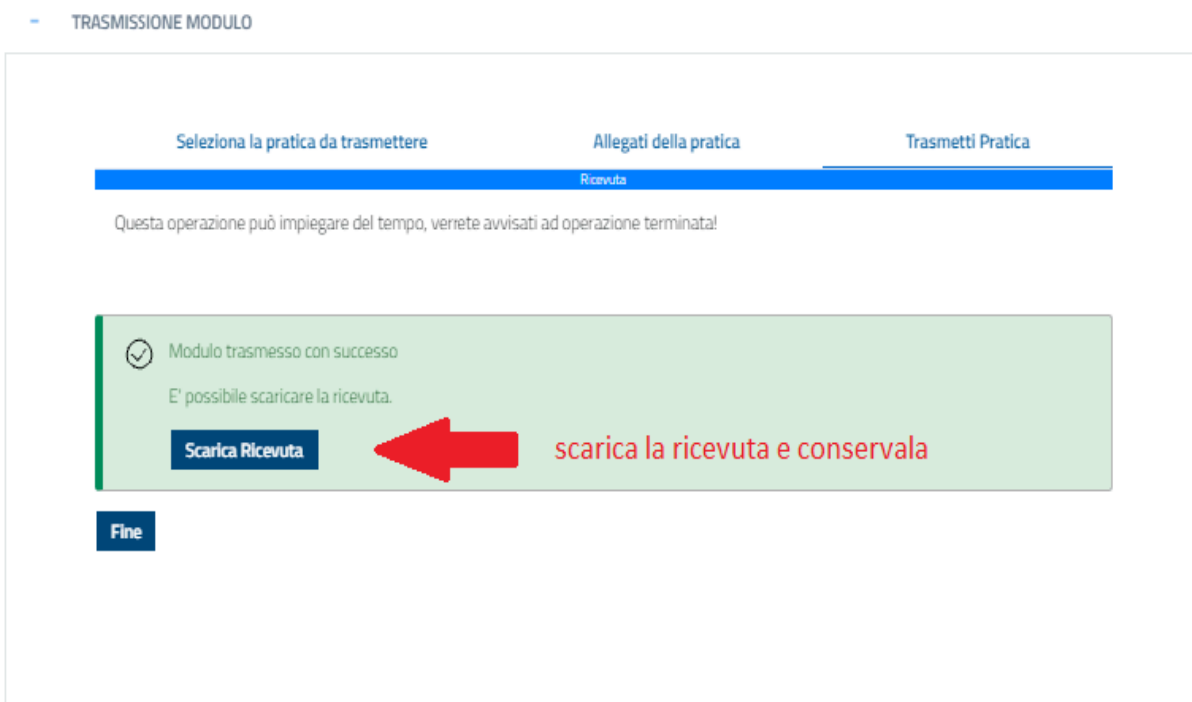 - TRASMISSIONE MODULO
Seleziona la pratica da trasmettere
Allegati della pratica
Trasmetti Pratica
Ricevuta
Questa operazione può impiegare del tempo, verrete avvisati ad operazione terminata!
Modulo trasmesso con successo
E' possibile scaricare la ricevuta.
Scarica Ricevuta
scarica la ricevuta e conservala
Fine